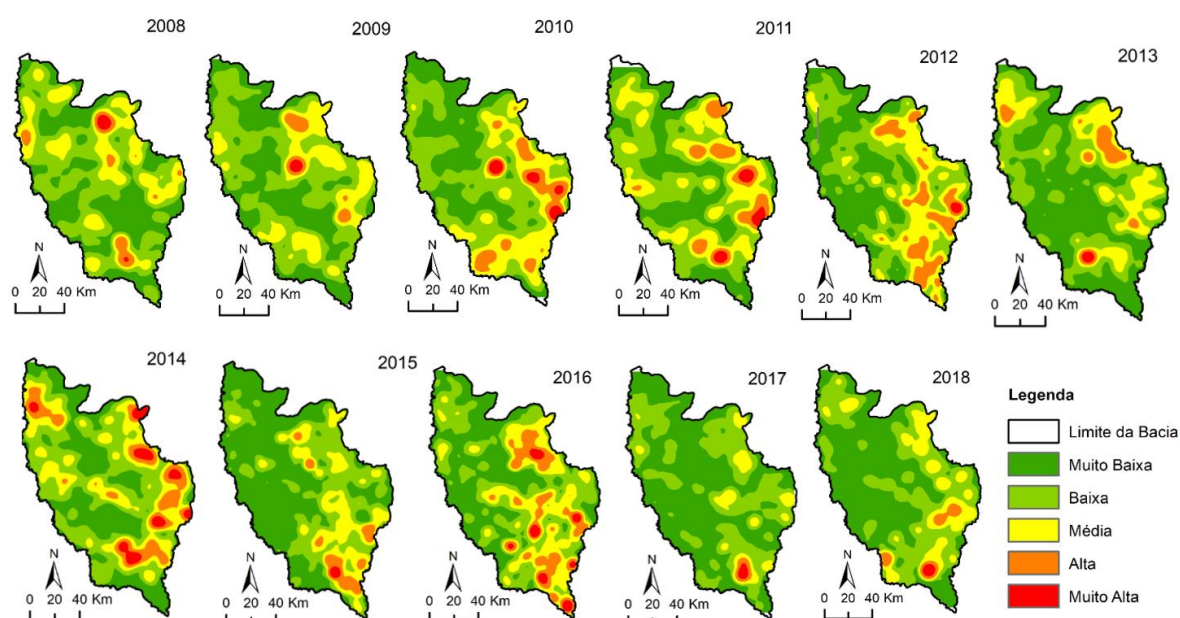 2008
2009
2010
2011
2012
2013
N
0 20 40 Km
N
0 20 40 Km
N
0 20 40 Km
N
0 20 40 Km
N
0 20 40 Km
N
0 20 40 Km
2014
2015
2016
2017
2018
N
0 20 40 Km
N
0 20 40 Km
N
0 20 40 Km
N
0 20 40 Km
N
0 20 40 Km
Legenda
Limite da Bacia
Muito Baixa
Baixa
Média
Alta
Muito Alta